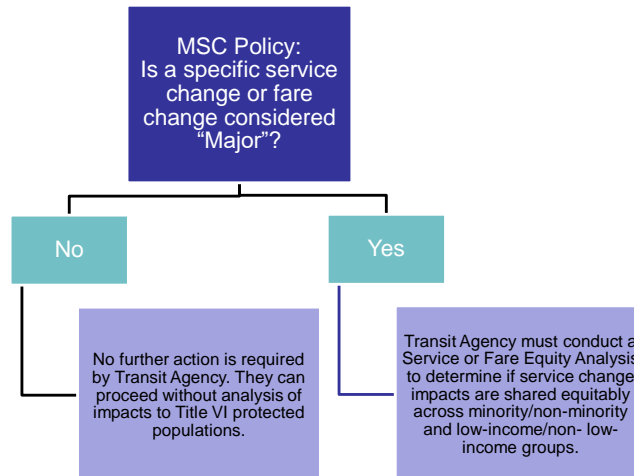 MSC Policy:
Is a specific service
change or fare
change considered
“Major”?
No
Yes
No further action is required
by Transit Agency. They can
proceed without analysis of
impacts to Title VI protected
populations.
Transit Agency must conduct a
Service or Fare Equity Analysis
to determine if service change
impacts are shared equitably
across minority/non-minority
and low-income/non- low-
income groups.